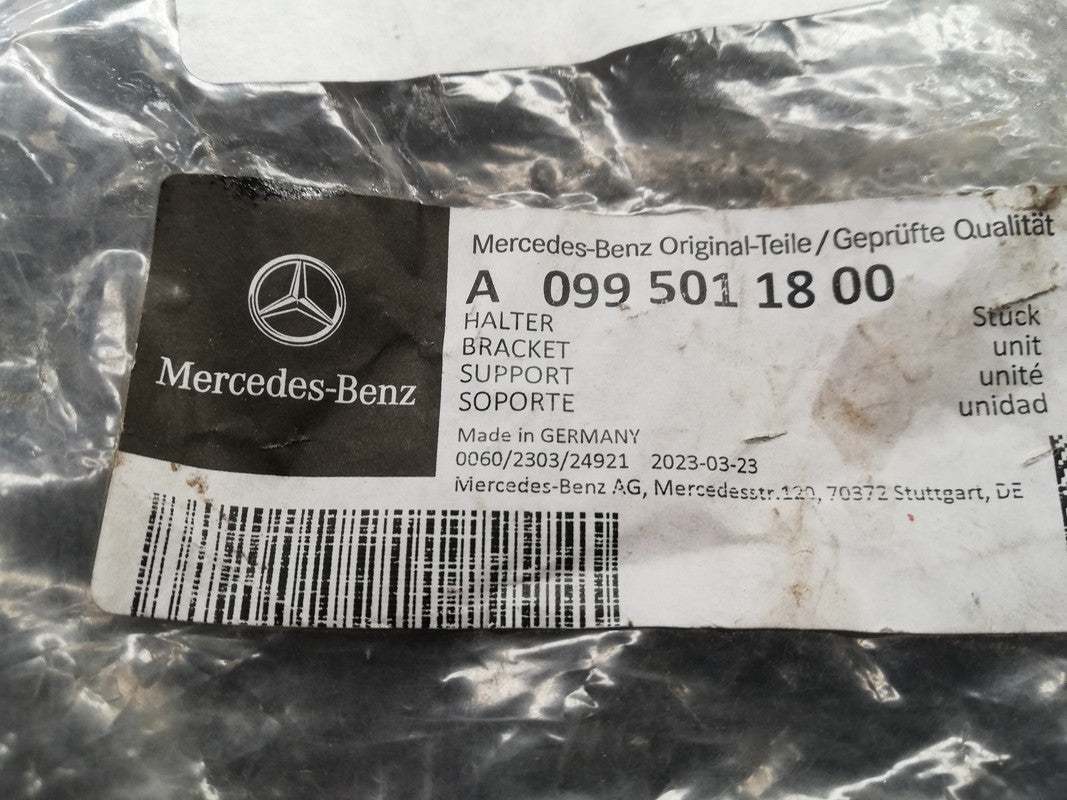 Mercedes-Benz
Mercedes-Benz Original-Teile/Geprüfte Qualität
A 099 501 18 00
HALTER Stück
BRACKET unit
SUPPORT unité
SOPORTE unidad
Made in GERMANY
0060/2303/24921 2023-03-23
Mercedes-Benz AG, Mercedesstr.120, 70372 Stuttgart, DE